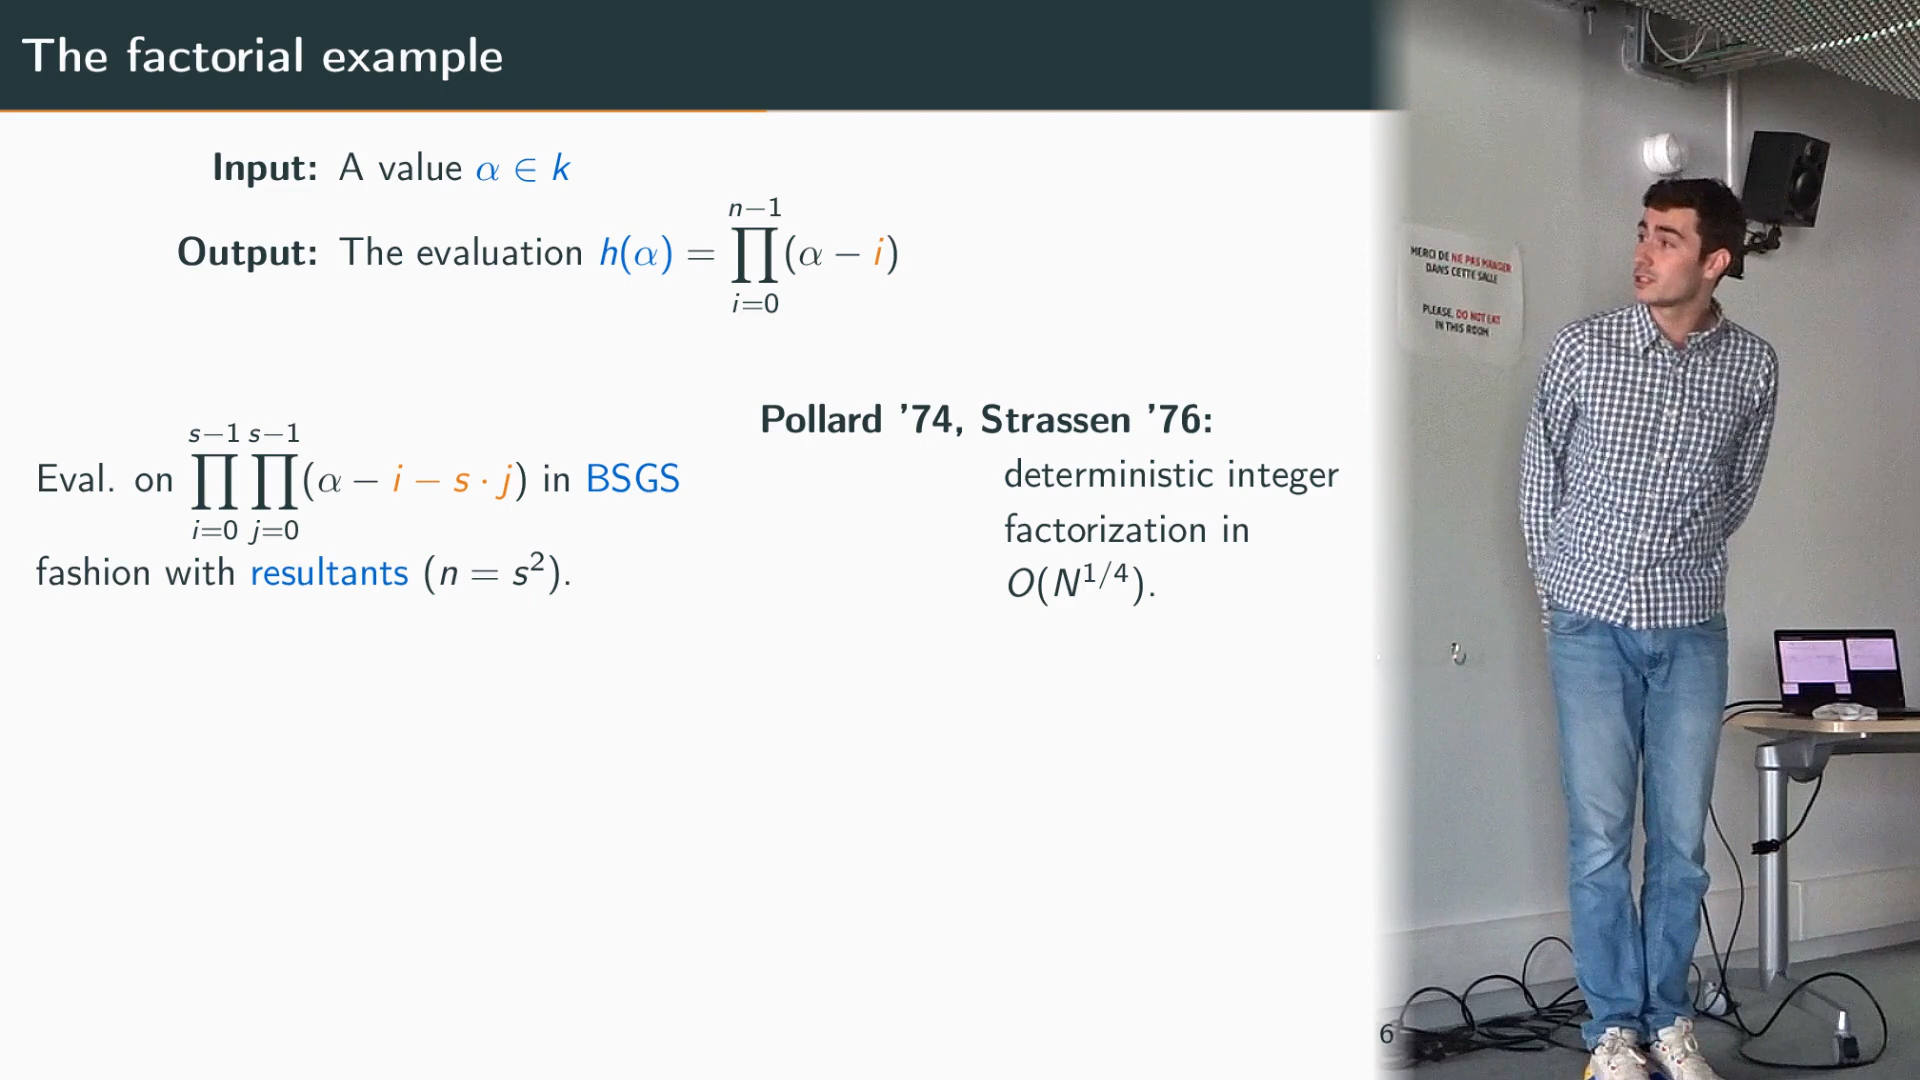 The factorial example
Input: A value α ∈ k
Output: The evaluation h(α) = ∏_{i=0}^{n−1} (α − i)
Eval. on ∏_{i=0}^{s−1} ∏_{j=0}^{s−1} (α − i − s · j) in BSGS
fashion with resultants (n = s²).
Pollard ’74, Strassen ’76:
deterministic integer
factorization in
O(N^{1/4}).
MERCI DE NE PAS MANGER
DANS CETTE SALLE
PLEASE, DO NOT EAT
IN THIS ROOM
6